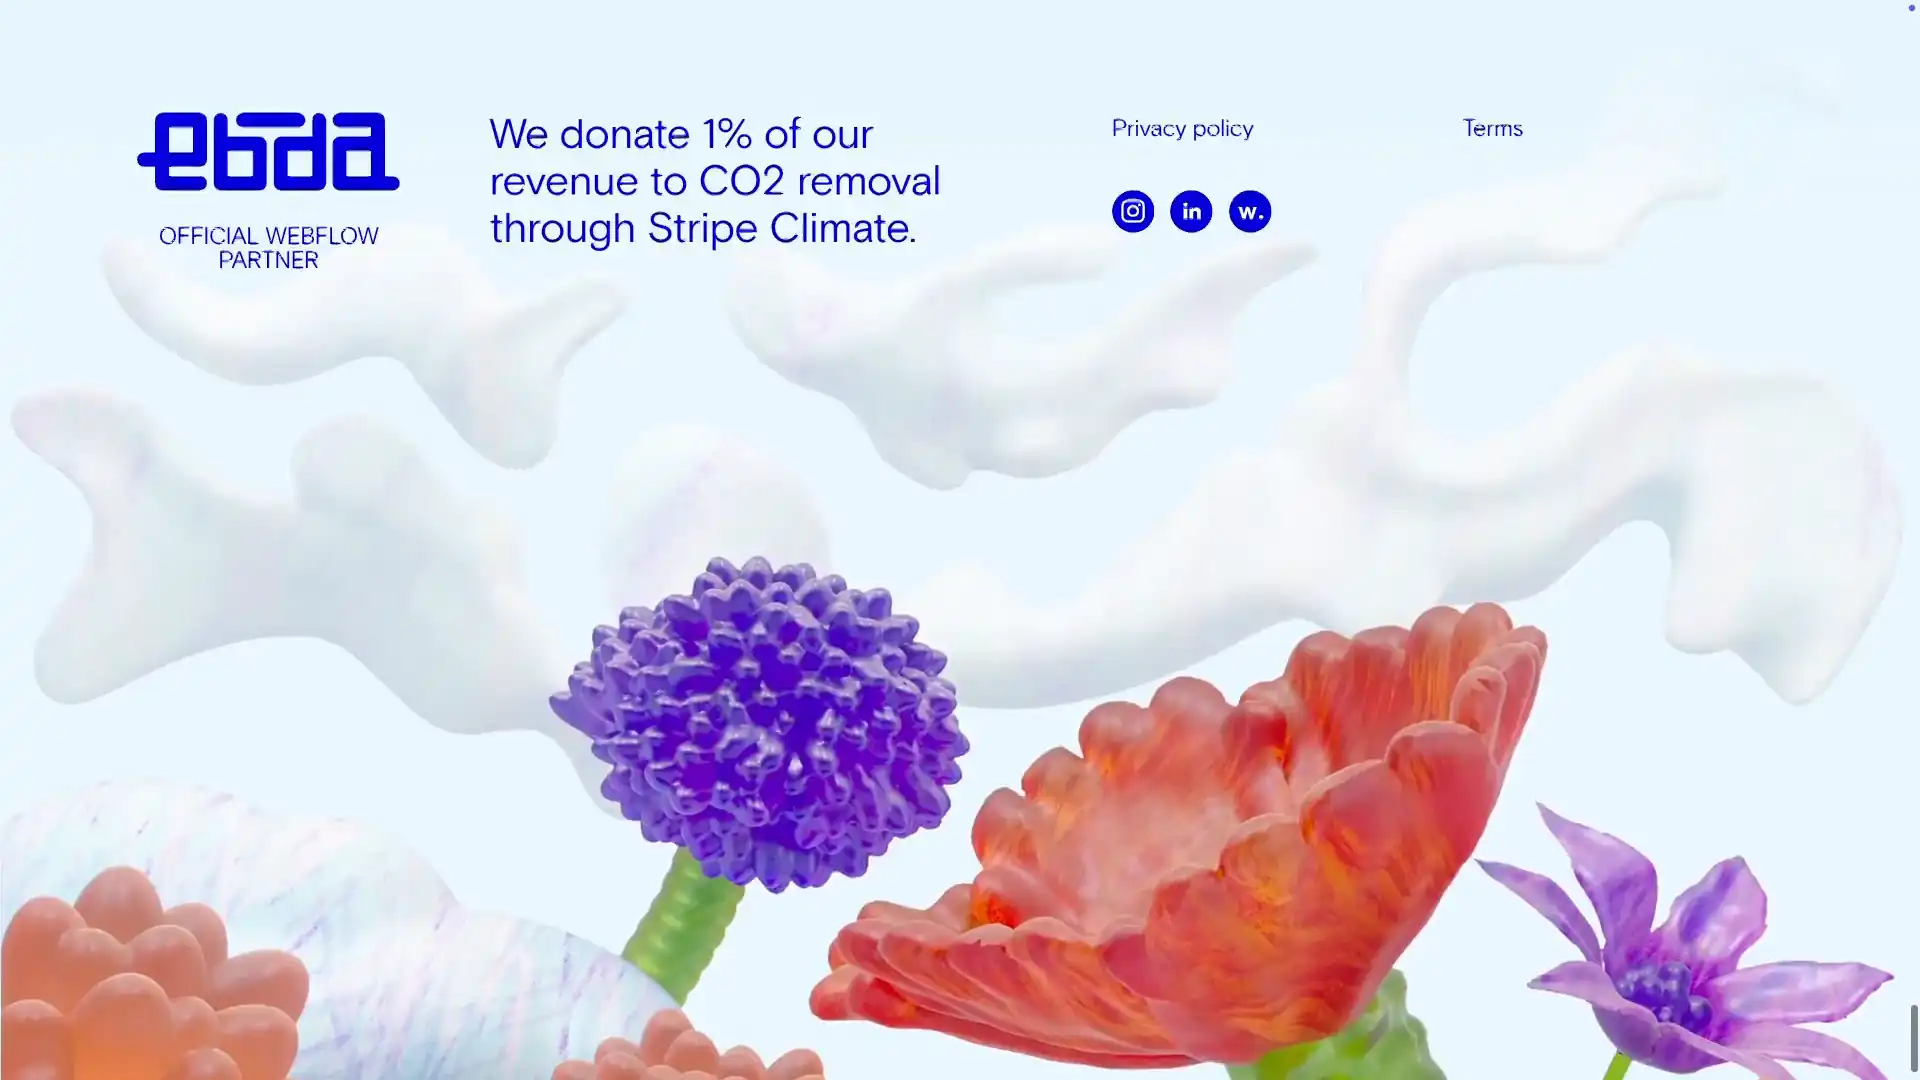 ebda
OFFICIAL WEBFLOW
PARTNER
We donate 1% of our
revenue to CO2 removal
through Stripe Climate.
Privacy policy
Terms
in
w.